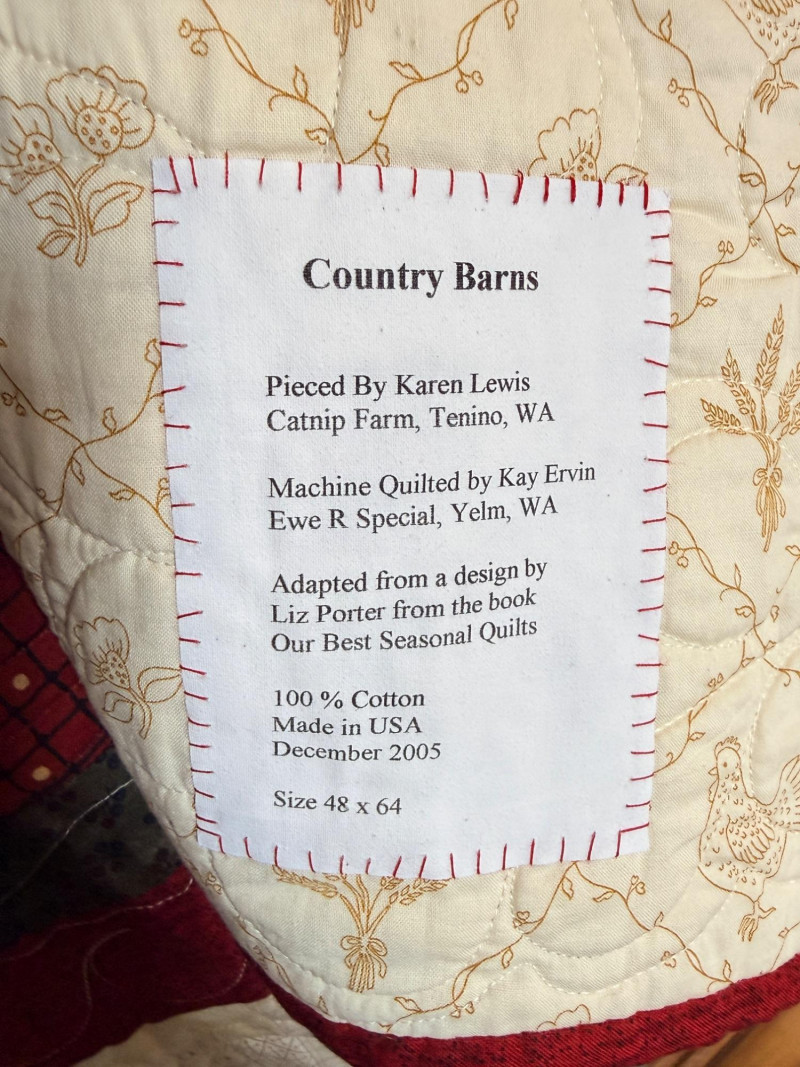 Country Barns
Pieced By Karen Lewis
Catnip Farm, Tenino, WA
Machine Quilted by Kay Ervin
Ewe R Special, Yelm, WA
Adapted from a design by
Liz Porter from the book
Our Best Seasonal Quilts
100 % Cotton
Made in USA
December 2005
Size 48 x 64